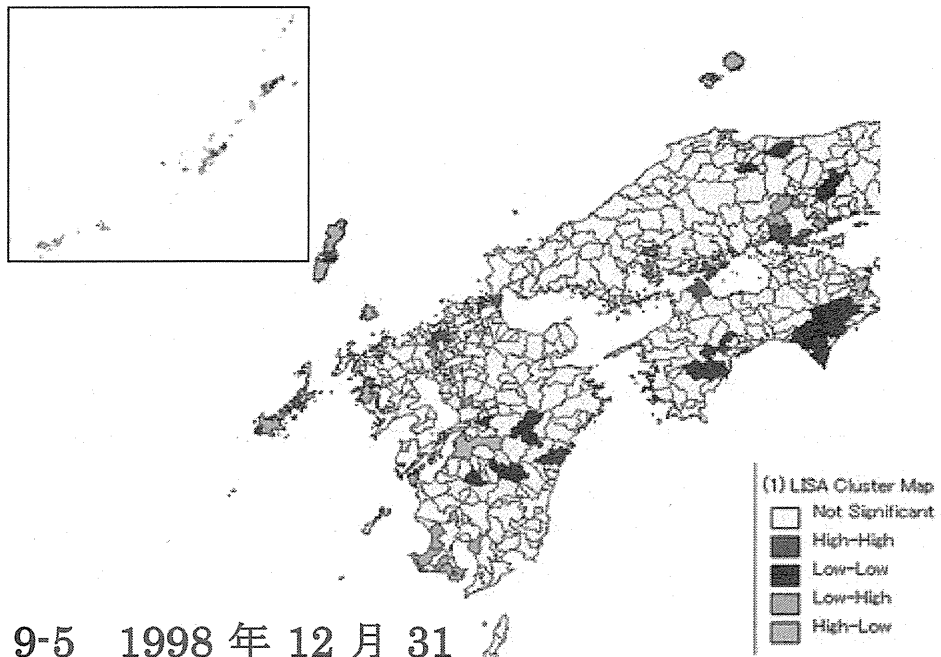 (1) LISA Cluster Map
Not Significant
High-High
Low-Low
Low-High
High-Low
9-5 1998 年 12 月 31